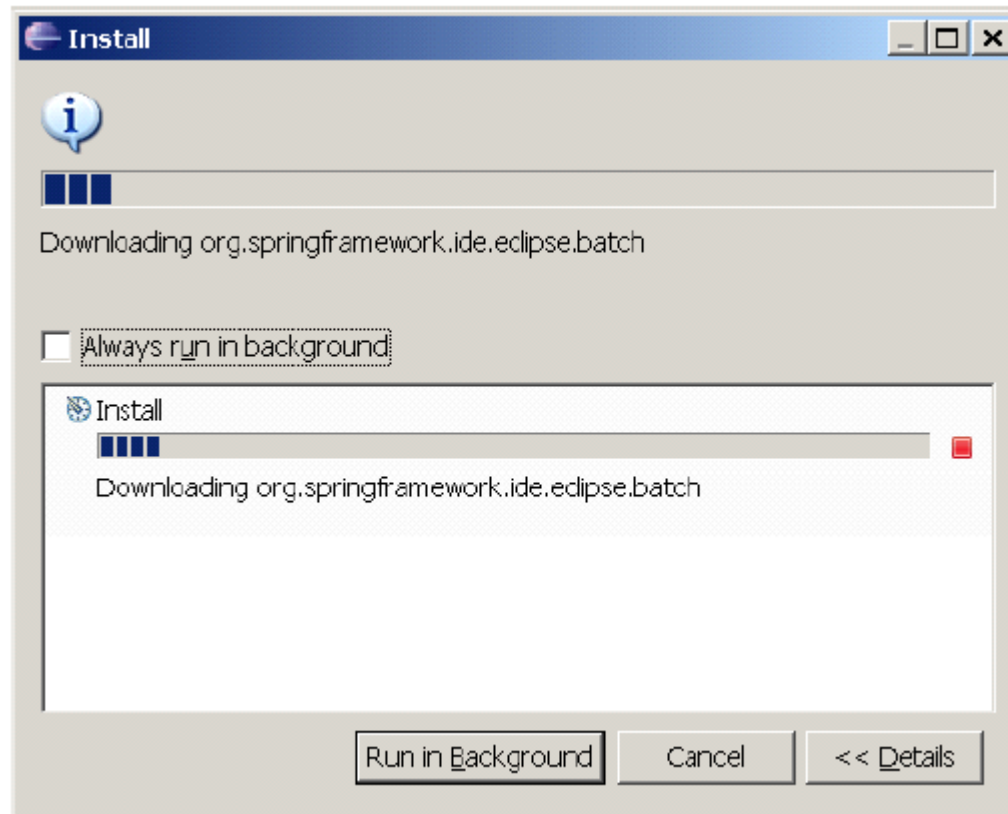 Install
Downloading org.springframework.ide.eclipse.batch
Always run in background
Install
Downloading org.springframework.ide.eclipse.batch
Run in Background Cancel << Details